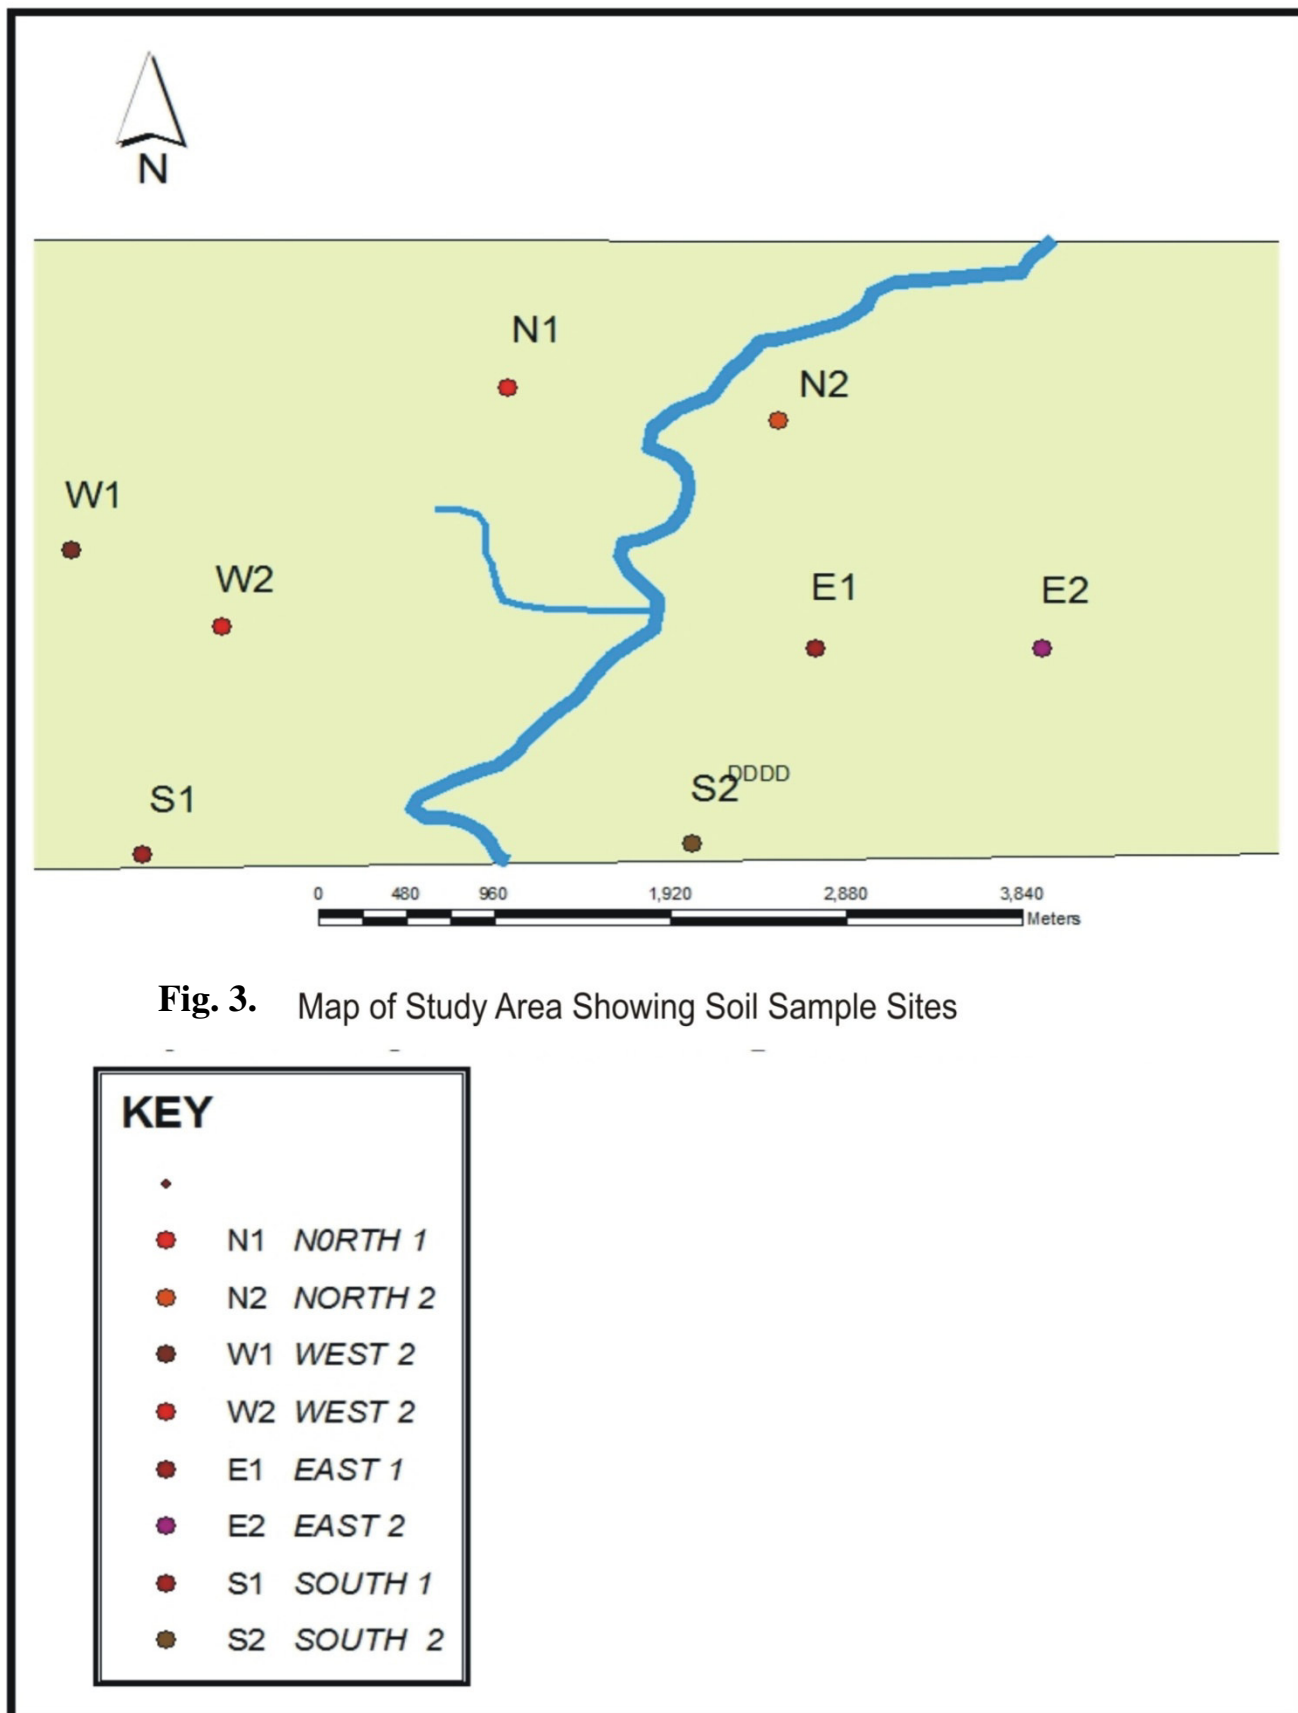 N
N1
N2
W1
W2
E1
E2
S1
S2
DDDD
0 480 960 1,920 2,880 3,840
Meters
Fig. 3. Map of Study Area Showing Soil Sample Sites
KEY
N1 N0RTH 1
N2 NORTH 2
W1 WEST 2
W2 WEST 2
E1 EAST 1
E2 EAST 2
S1 SOUTH 1
S2 SOUTH 2